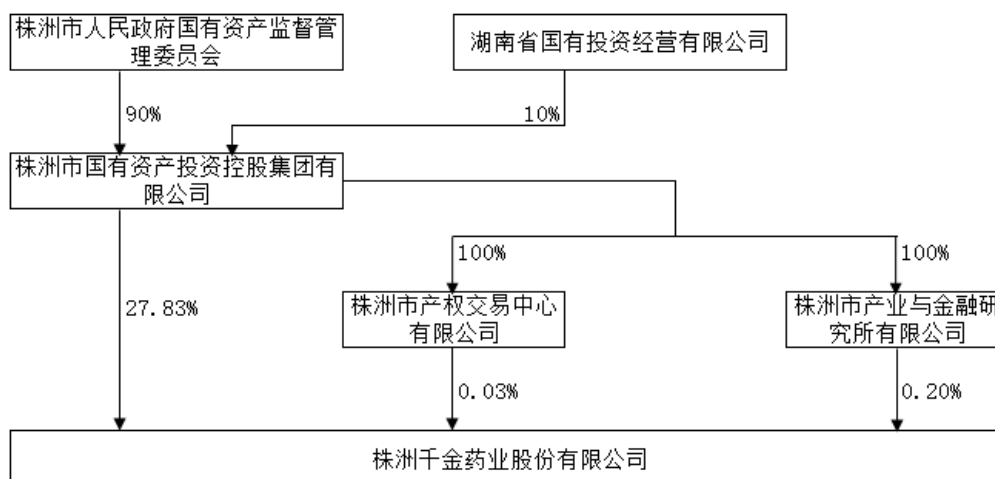 株洲市人民政府国有资产监督管
理委员会
湖南省国有投资经营有限公司
90%
10%
株洲市国有资产投资控股集团有
限公司
100%
100%
27.83%
株洲市产权交易中心
有限公司
株洲市产业与金融研
究所有限公司
0.03%
0.20%
株洲千金药业股份有限公司